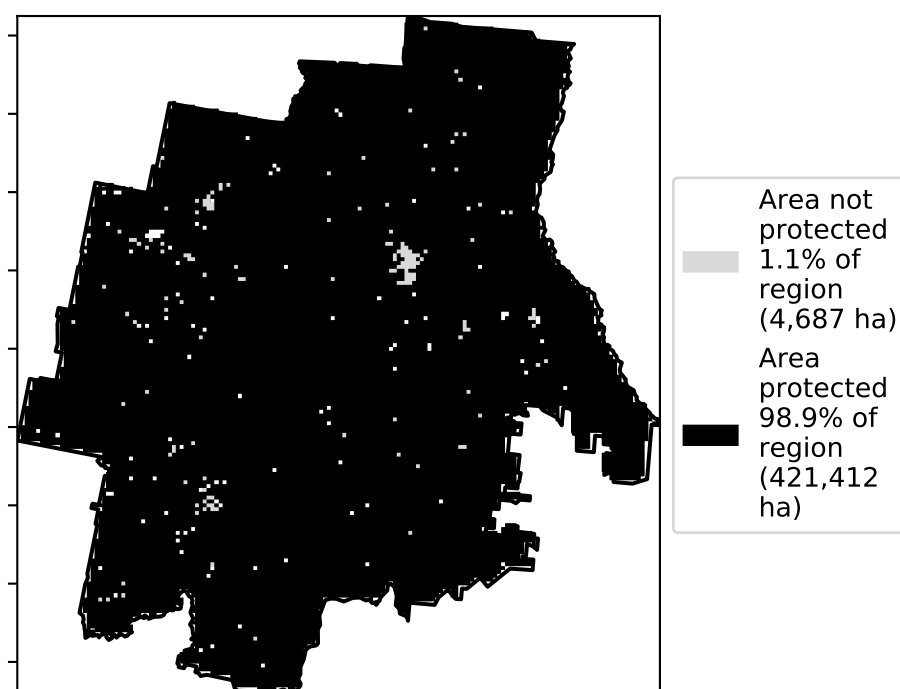 Area not
protected
1.1% of
region
(4,687 ha)
Area
protected
98.9% of
region
(421,412
ha)